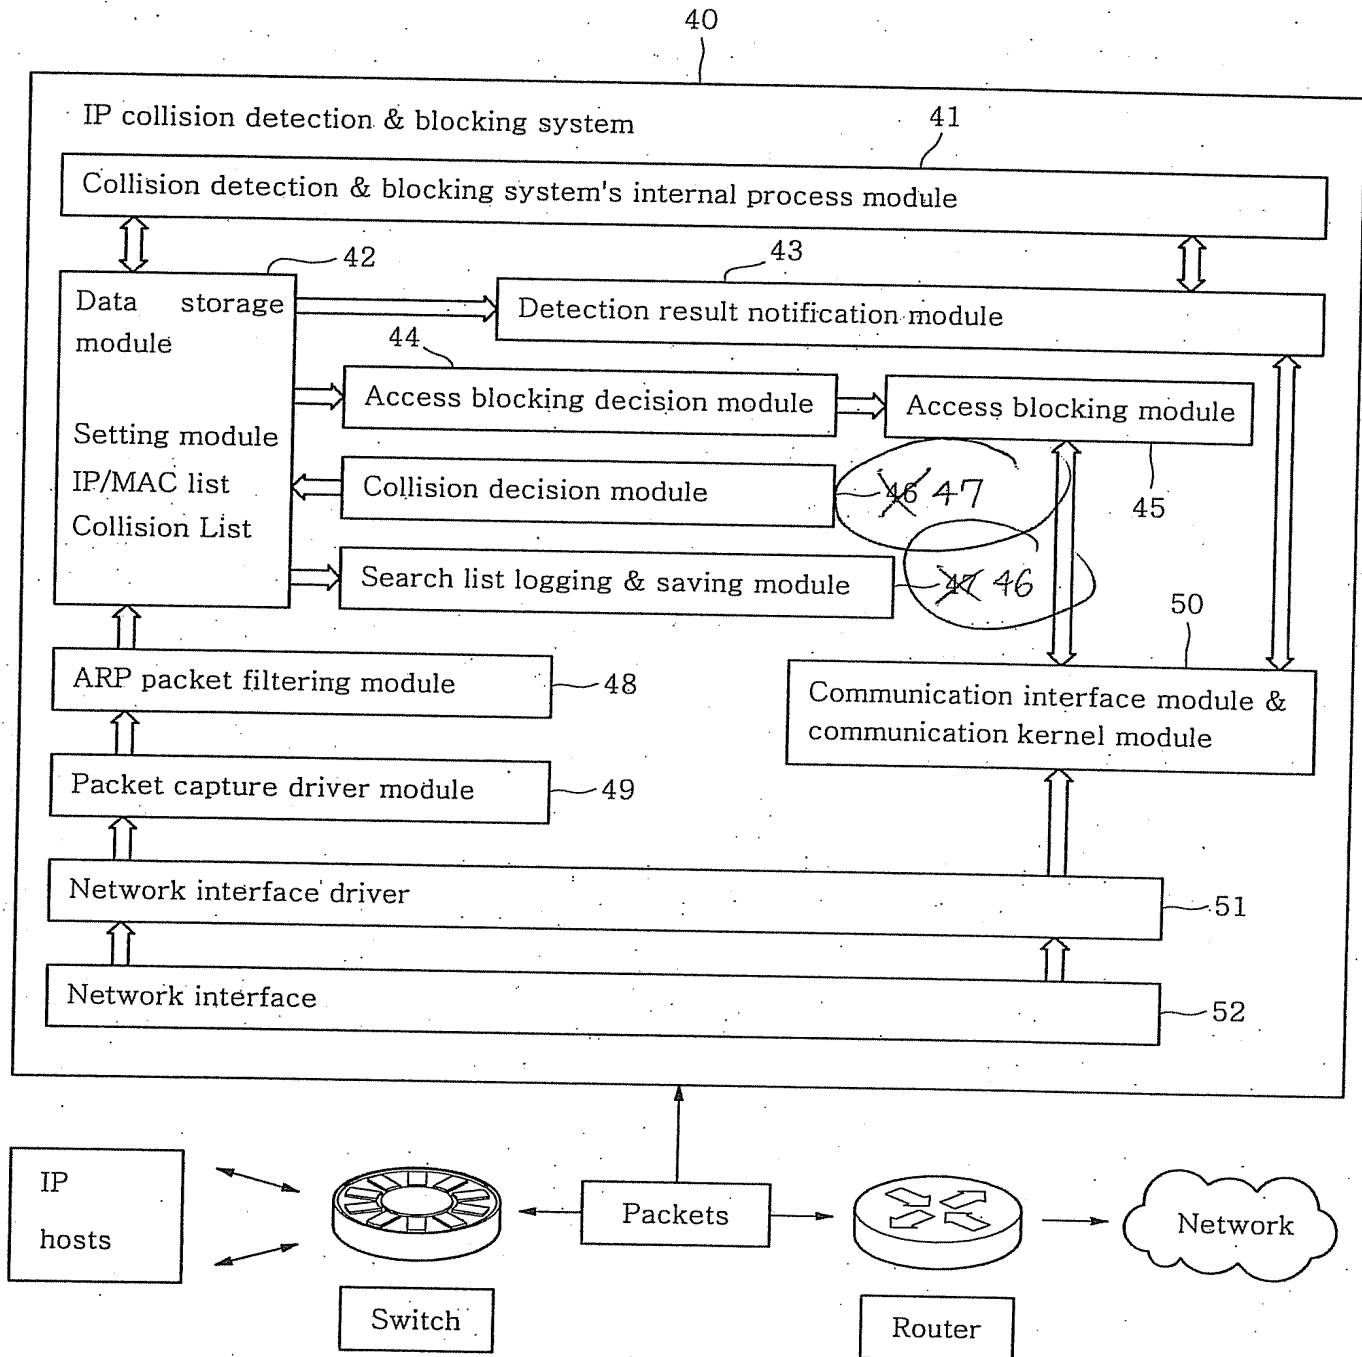 40
IP collision detection & blocking system
41
Collision detection & blocking system's internal process module
42
43
Data storage
module
Setting module
IP/MAC list
Collision List
Detection result notification module
44
Access blocking decision module
Access blocking module
45
Collision decision module
46 47
Search list logging & saving module
47 46
50
ARP packet filtering module
48
Communication interface module &
communication kernel module
Packet capture driver module
49
Network interface driver
51
Network interface
52
IP
hosts
Switch
Packets
Router
Network